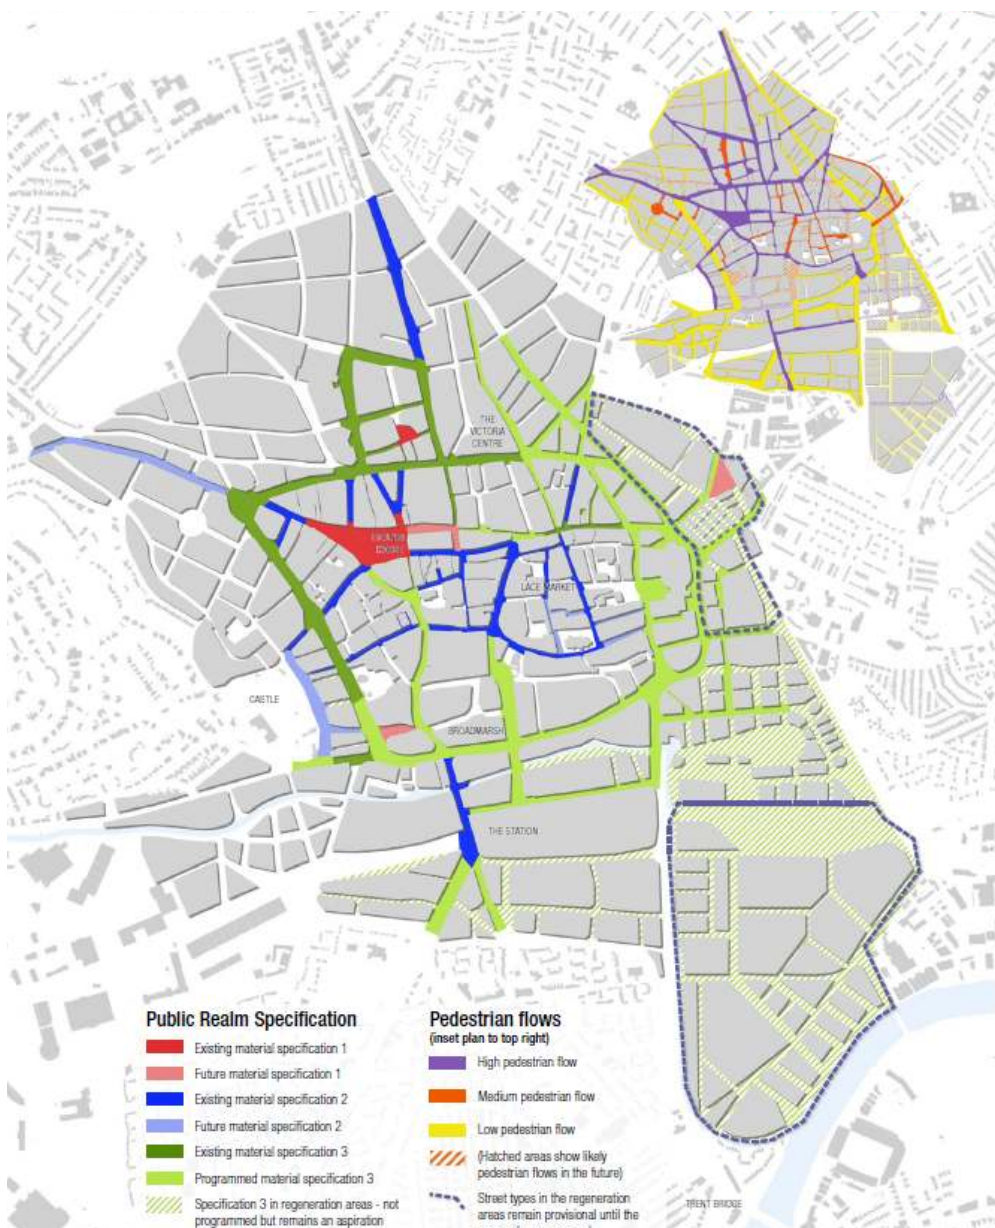 THE
VICTORIA
CENTRE
LACE MARKET
CASTLE
BROADMARSH
THE STATION
Public Realm Specification
Existing material specification 1
Future material specification 1
Existing material specification 2
Future material specification 2
Existing material specification 3
Programmed material specification 3
Specification 3 in regeneration areas - not
programmed but remains an aspiration
Pedestrian flows
(inset plan to top right)
High pedestrian flow
Medium pedestrian flow
Low pedestrian flow
(Hatched areas show likely
pedestrian flows in the future)
Street types in the regeneration
areas remain provisional until the
TRENT BRIDGE